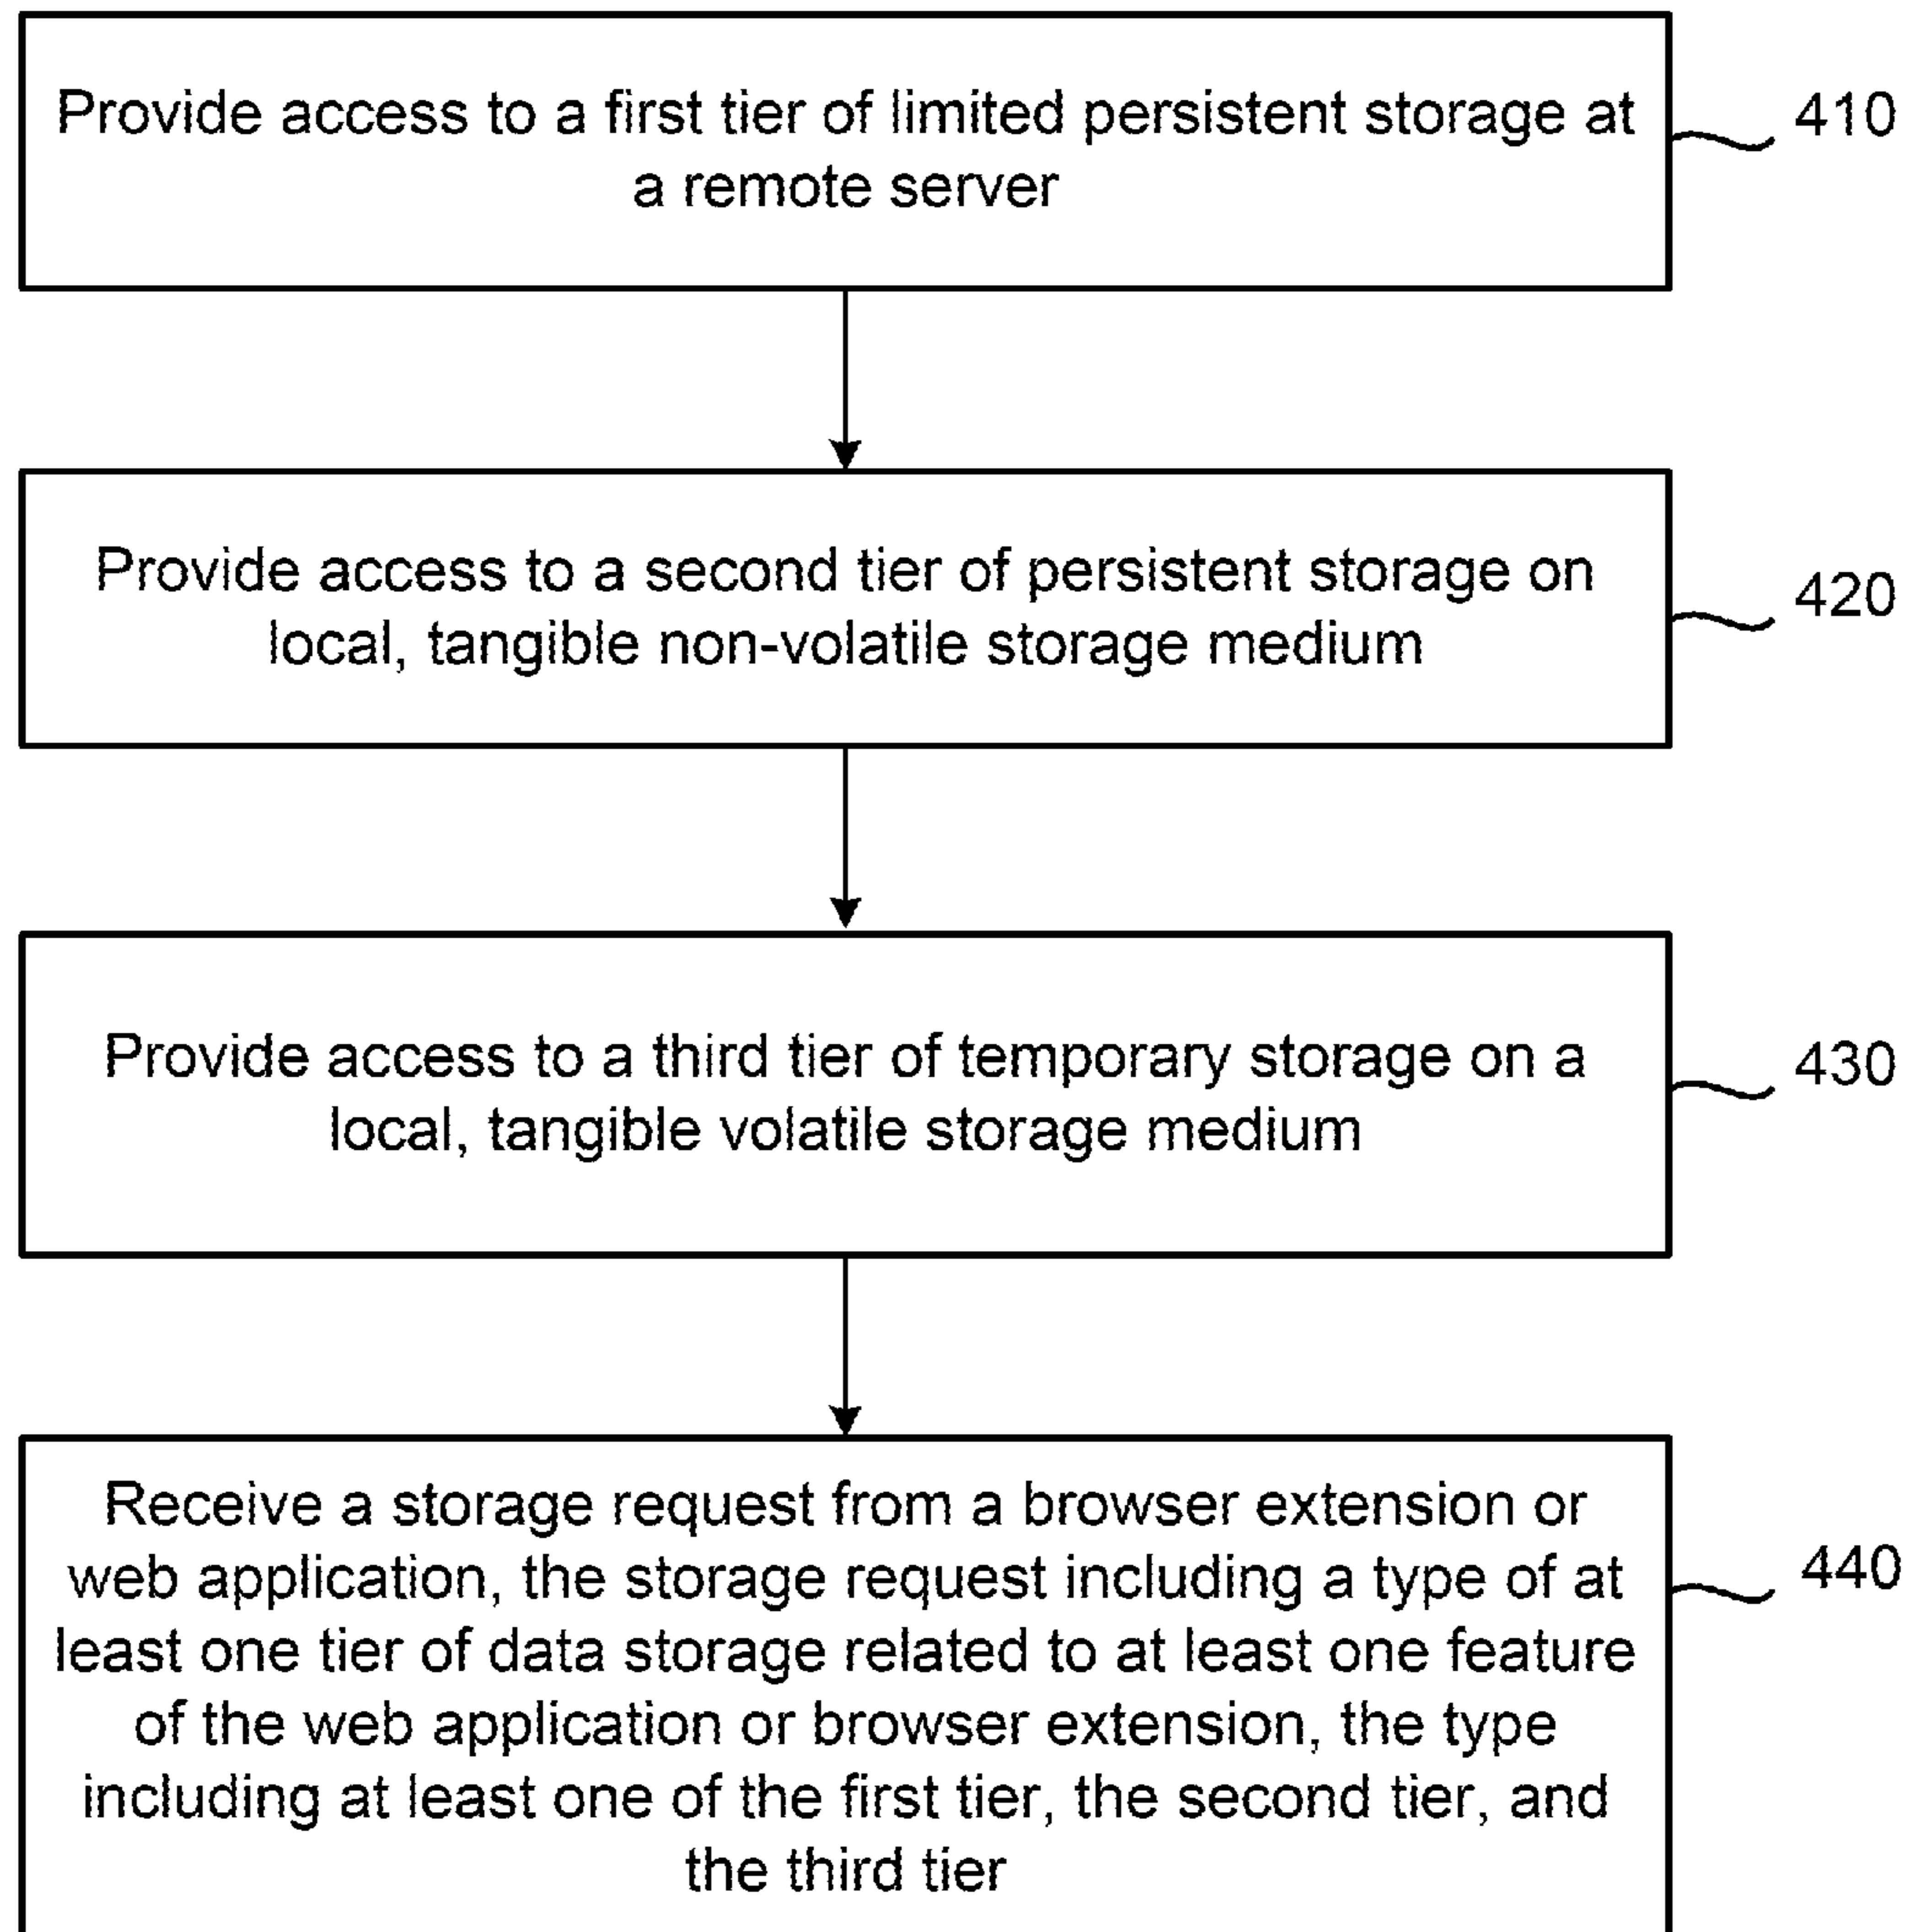 Provide access to a first tier of limited persistent storage at
a remote server
410
Provide access to a second tier of persistent storage on
local, tangible non-volatile storage medium
420
Provide access to a third tier of temporary storage on a
local, tangible volatile storage medium
430
Receive a storage request from a browser extension or
web application, the storage request including a type of at
least one tier of data storage related to at least one feature
of the web application or browser extension, the type
including at least one of the first tier, the second tier, and
the third tier
440